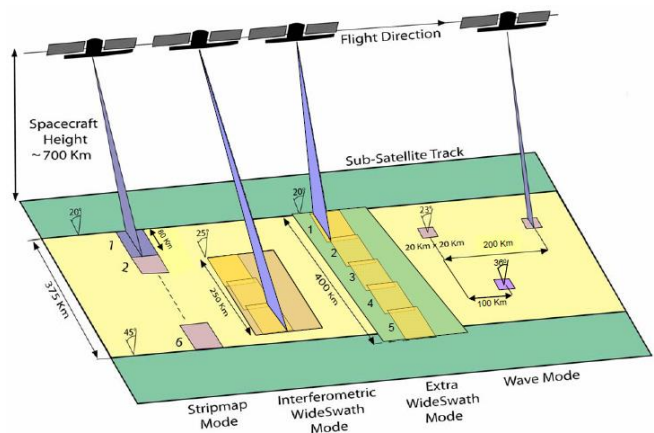 Flight Direction
Spacecraft
Height
~700 Km
Sub-Satellite Track
20°
1
80 Km
2
375 Km
6
45°
25°
250 Km
20°
1
2
3
4
5
400 Km
23°
20 Km x 20 Km
200 Km
36°
100 Km
Stripmap
Mode
Interferometric
WideSwath
Mode
Extra
WideSwath
Mode
Wave Mode